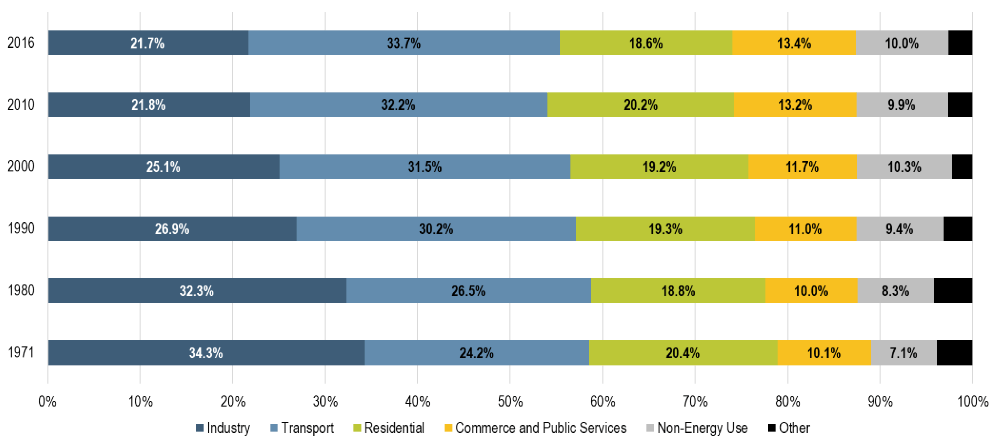 2016 21.7% 33.7% 18.6% 13.4% 10.0%
2010 21.8% 32.2% 20.2% 13.2% 9.9%
2000 25.1% 31.5% 19.2% 11.7% 10.3%
1990 26.9% 30.2% 19.3% 11.0% 9.4%
1980 32.3% 26.5% 18.8% 10.0% 8.3%
1971 34.3% 24.2% 20.4% 10.1% 7.1%
0% 10% 20% 30% 40% 50% 60% 70% 80% 90% 100%
Industry Transport Residential Commerce and Public Services Non-Energy Use Other